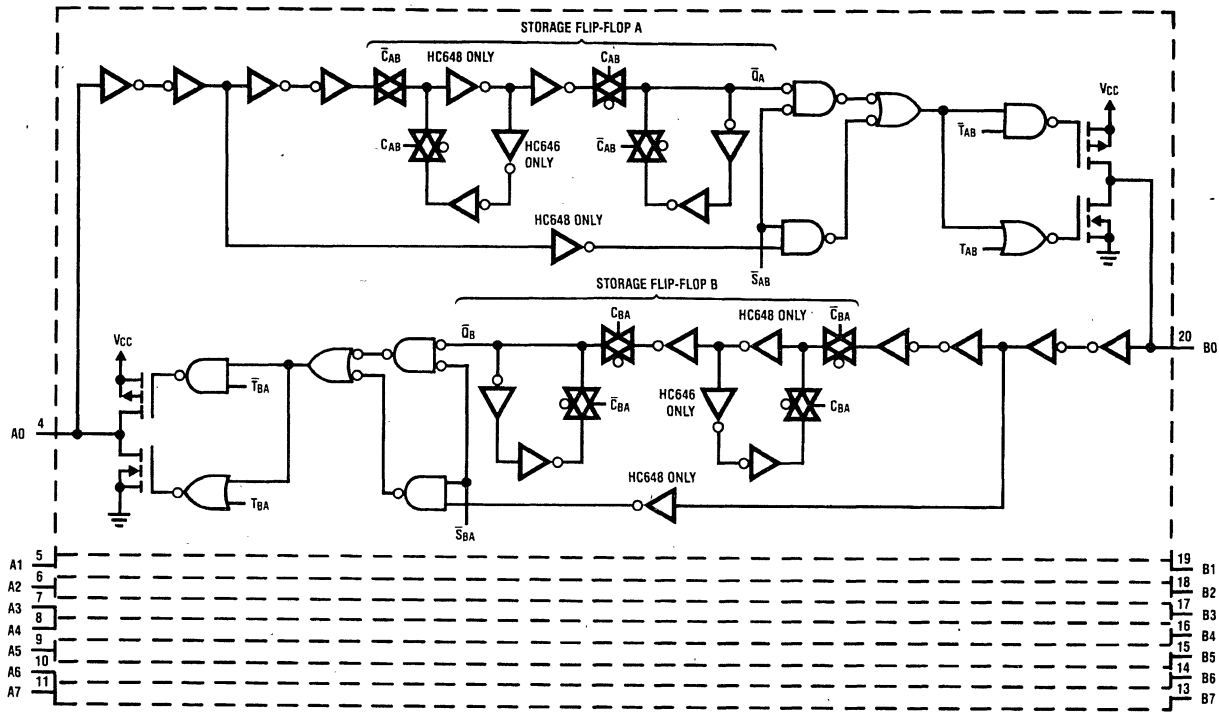 STORAGE FLIP-FLOP A
C̅AB
HC648 ONLY
CAB
Q̅A
VCC
CAB
HC646
ONLY
C̅AB
T̅AB
HC648 ONLY
TAB
S̅AB
STORAGE FLIP-FLOP B
VCC
Q̅B
CBA
HC648 ONLY
C̅BA
20
B0
T̅BA
C̅BA
HC646
ONLY
CBA
4
A0
HC648 ONLY
TBA
S̅BA
A1 5
19 B1
A2 6
18 B2
A3 7
17 B3
A4 8
16 B4
A5 9
15 B5
A6 10
14 B6
A7 11
13 B7